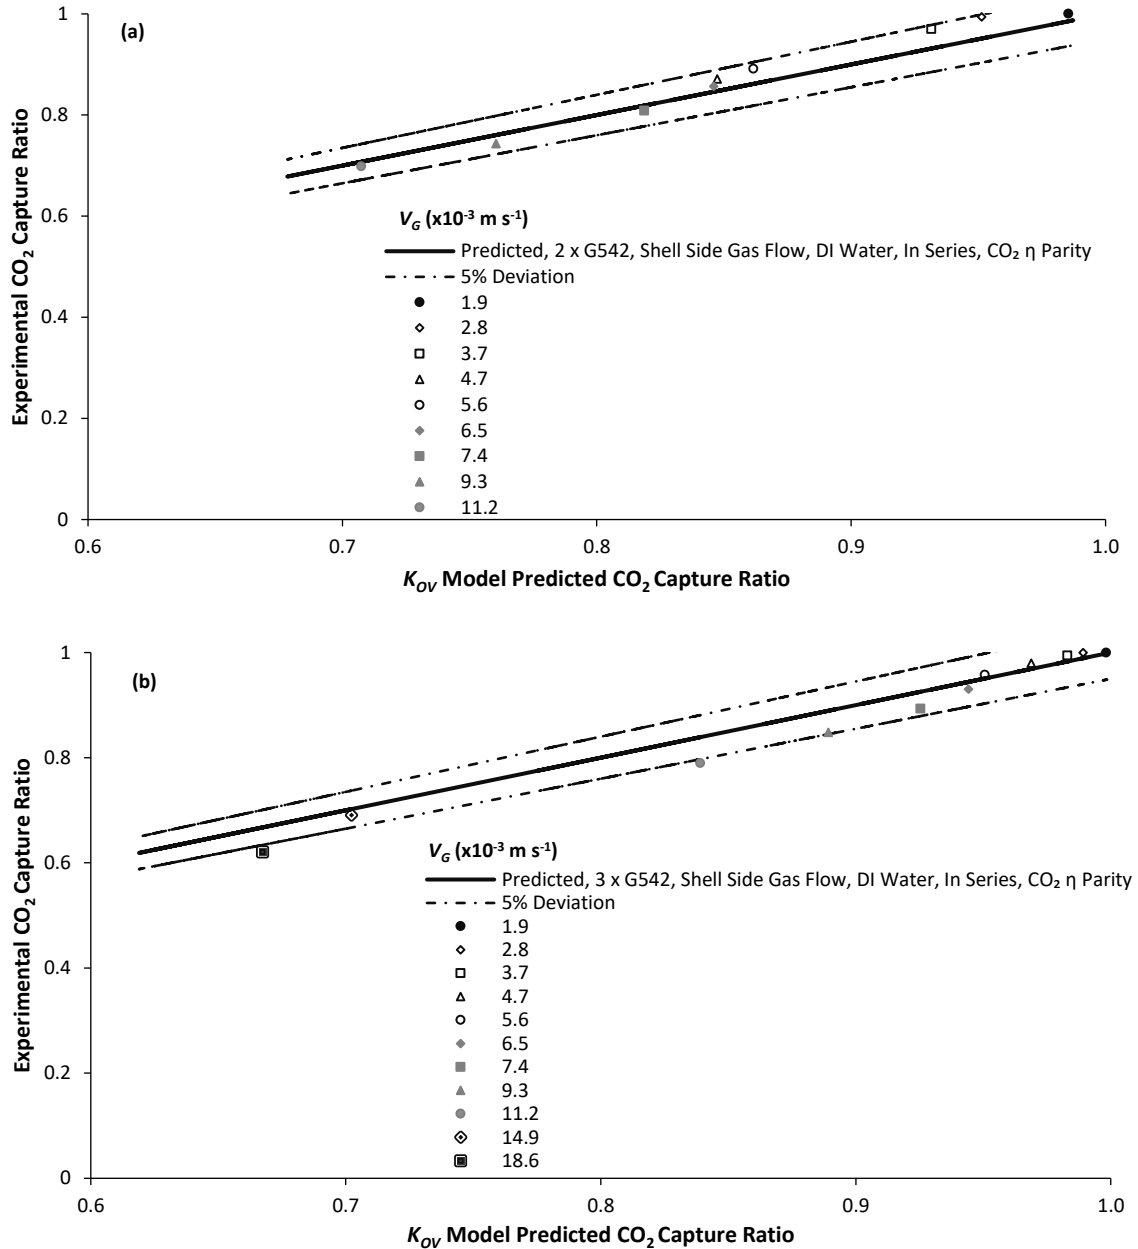 (a)
Experimental CO₂ Capture Ratio
1
0.8
0.6
0.4
0.2
0
V_G (x10⁻³ m s⁻¹)
Predicted, 2 x G542, Shell Side Gas Flow, DI Water, In Series, CO₂ η Parity
5% Deviation
1.9
2.8
3.7
4.7
5.6
6.5
7.4
9.3
11.2
0.6 0.7 0.8 0.9 1.0
K_OV Model Predicted CO₂ Capture Ratio
(b)
Experimental CO₂ Capture Ratio
1
0.8
0.6
0.4
0.2
0
V_G (x10⁻³ m s⁻¹)
Predicted, 3 x G542, Shell Side Gas Flow, DI Water, In Series, CO₂ η Parity
5% Deviation
1.9
2.8
3.7
4.7
5.6
6.5
7.4
9.3
11.2
14.9
18.6
0.6 0.7 0.8 0.9 1.0
K_OV Model Predicted CO₂ Capture Ratio